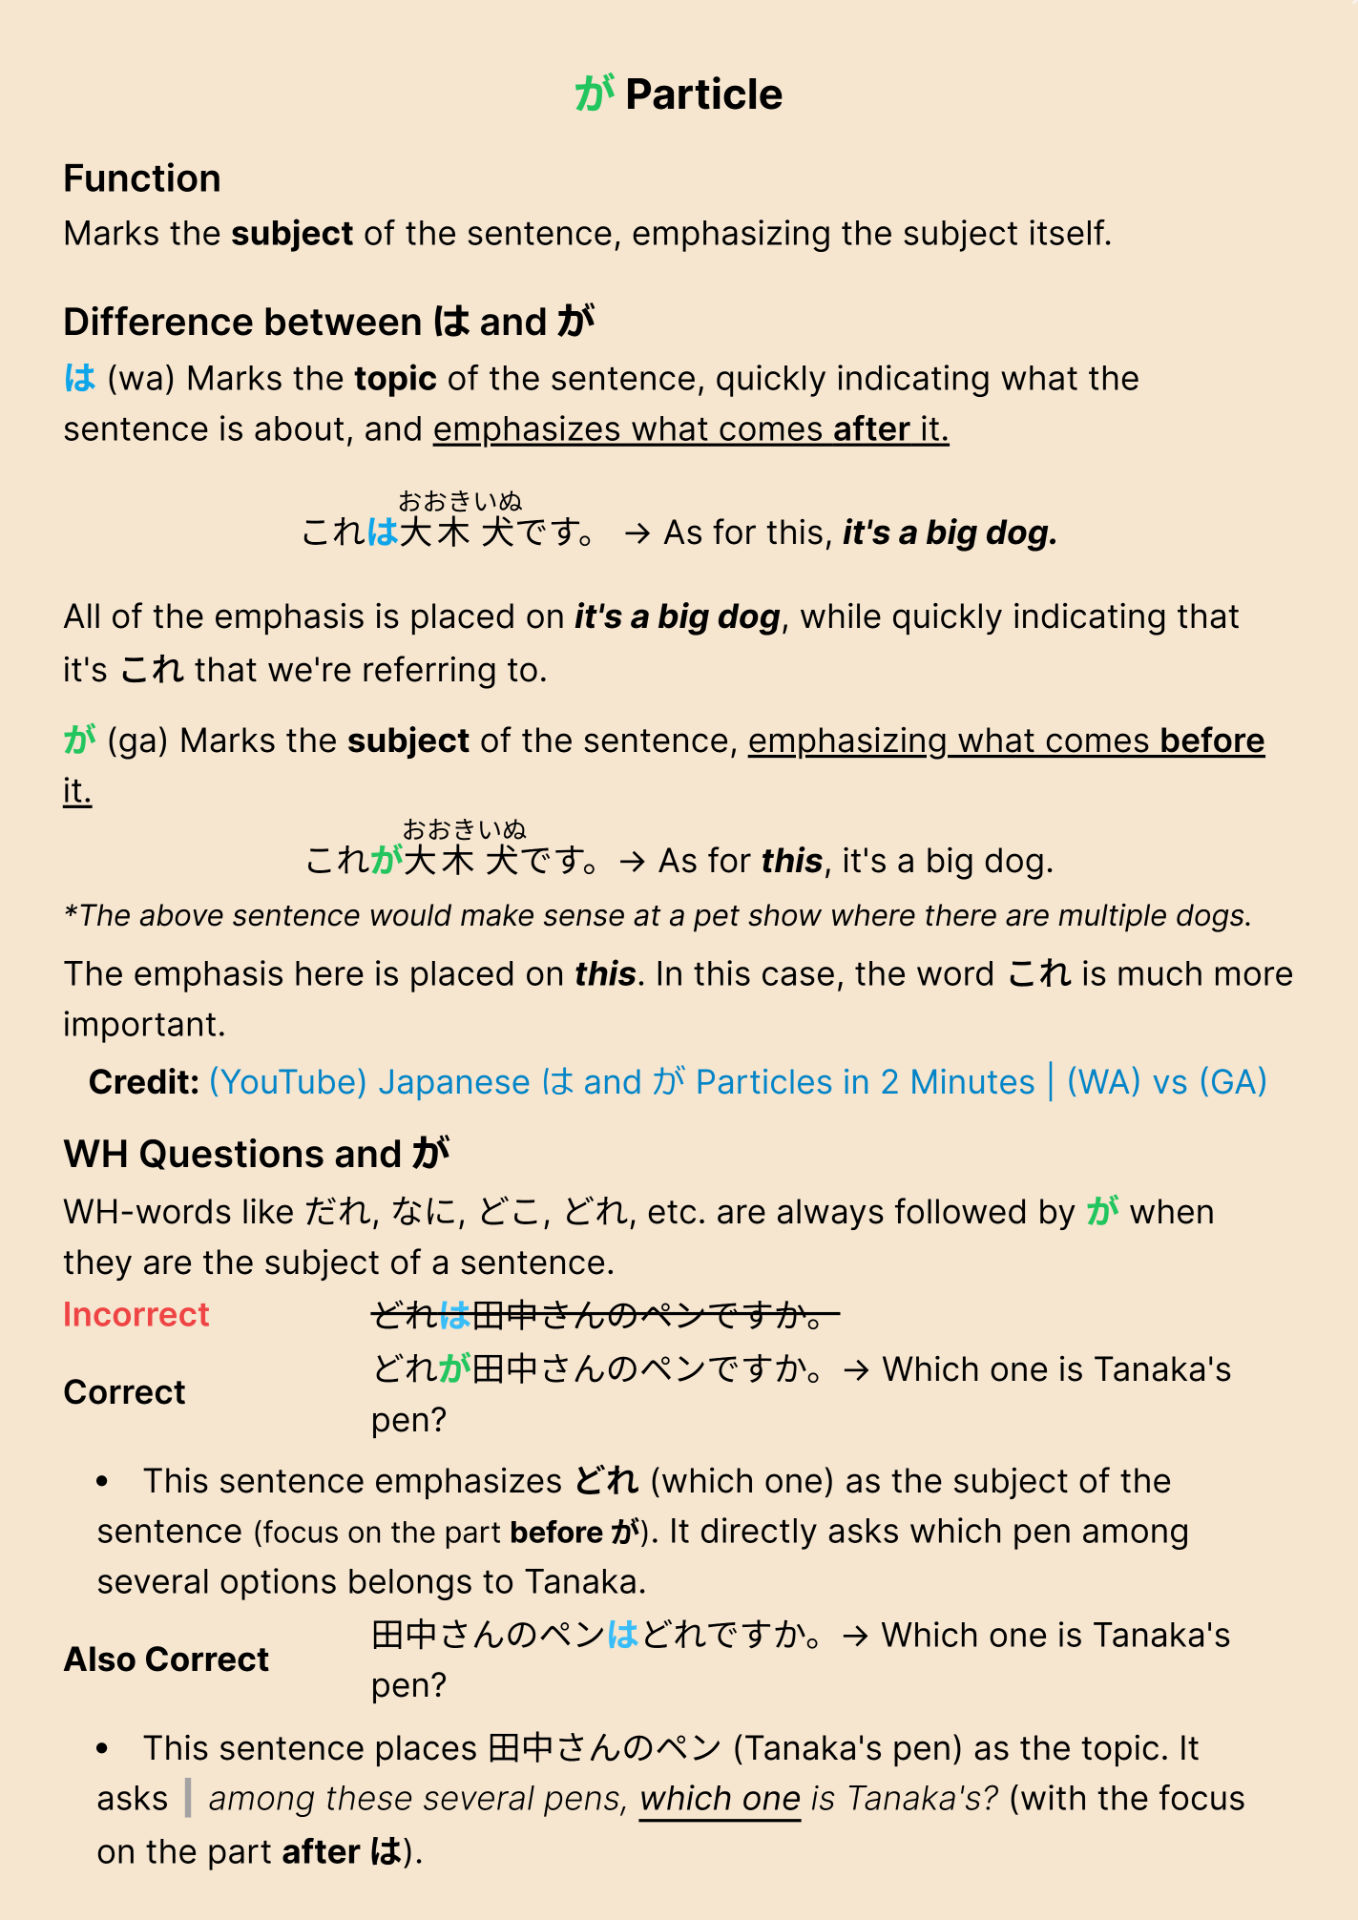 が Particle
Function
Marks the subject of the sentence, emphasizing the subject itself.
Difference between は and が
は (wa) Marks the topic of the sentence, quickly indicating what the
sentence is about, and emphasizes what comes after it.
おおきいぬ
これは大木 犬です。 → As for this, it's a big dog.
All of the emphasis is placed on it's a big dog, while quickly indicating that
it's これ that we're referring to.
が (ga) Marks the subject of the sentence, emphasizing what comes before
it.
おおきいぬ
これが大木 犬です。→ As for this, it's a big dog.
*The above sentence would make sense at a pet show where there are multiple dogs.
The emphasis here is placed on this. In this case, the word これ is much more
important.
Credit: (YouTube) Japanese は and が Particles in 2 Minutes | (WA) vs (GA)
WH Questions and が
WH-words like だれ, なに, どこ, どれ, etc. are always followed by が when
they are the subject of a sentence.
Incorrect どれは田中さんのペンですか。
どれが田中さんのペンですか。→ Which one is Tanaka's
Correct
pen?
• This sentence emphasizes どれ (which one) as the subject of the
sentence (focus on the part before が). It directly asks which pen among
several options belongs to Tanaka.
田中さんのペンはどれですか。→ Which one is Tanaka's
Also Correct
pen?
• This sentence places 田中さんのペン (Tanaka's pen) as the topic. It
asks | among these several pens, which one is Tanaka's? (with the focus
on the part after は).